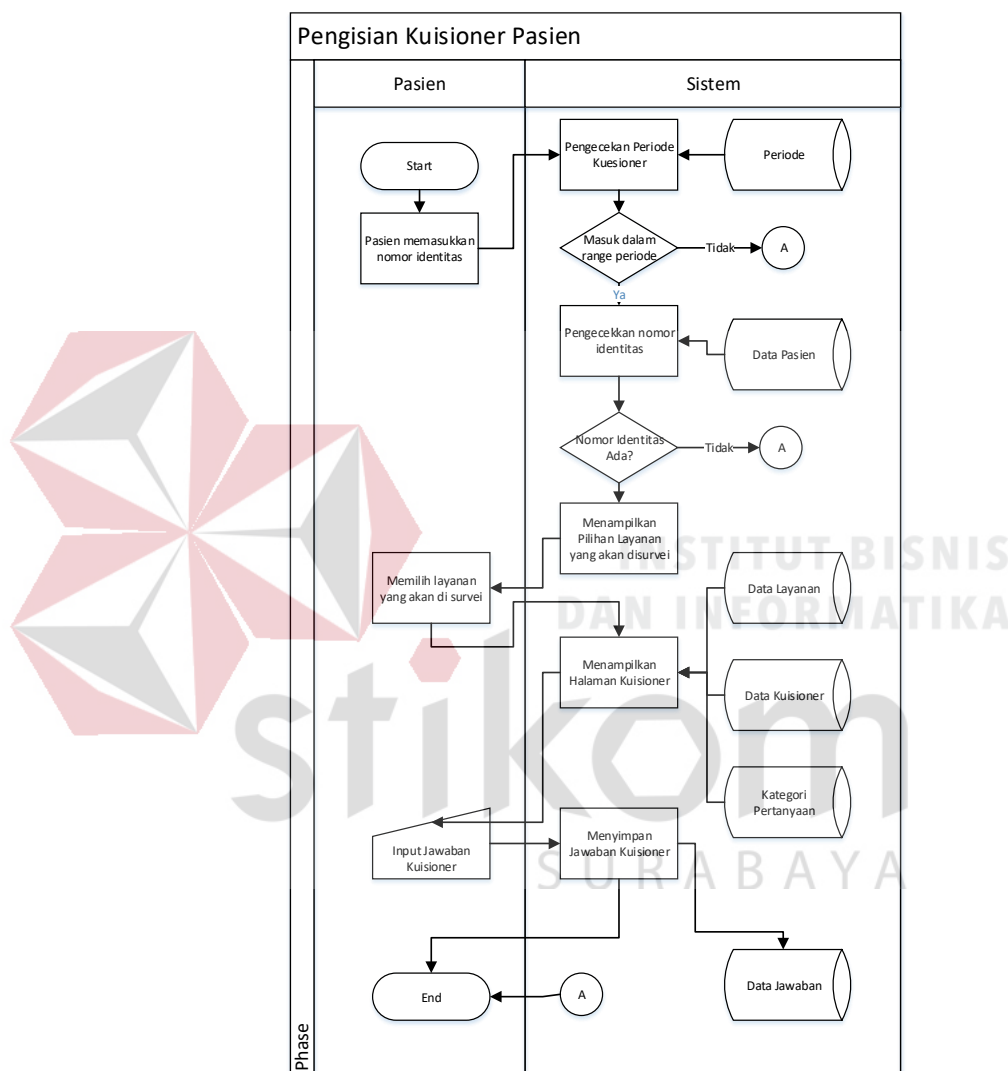 Pengisian Kuisioner Pasien
Phase
Pasien
Sistem
Start
Pasien memasukkan
nomor identitas
Pengecekan Periode
Kuesioner
Periode
Masuk dalam
range periode
Tidak
A
Ya
Pengecekkan nomor
identitas
Data Pasien
Nomor Identitas
Ada?
Tidak
A
Menampilkan
Pilihan Layanan
yang akan disurvei
Memilih layanan
yang akan di survei
Data Layanan
Menampilkan
Halaman Kuisioner
Data Kuisioner
Kategori
Pertanyaan
Input Jawaban
Kuisioner
Menyimpan
Jawaban Kuisioner
End
A
Data Jawaban
INSTITUT BISNIS
DAN INFORMATIKA
stikom
SURABAYA